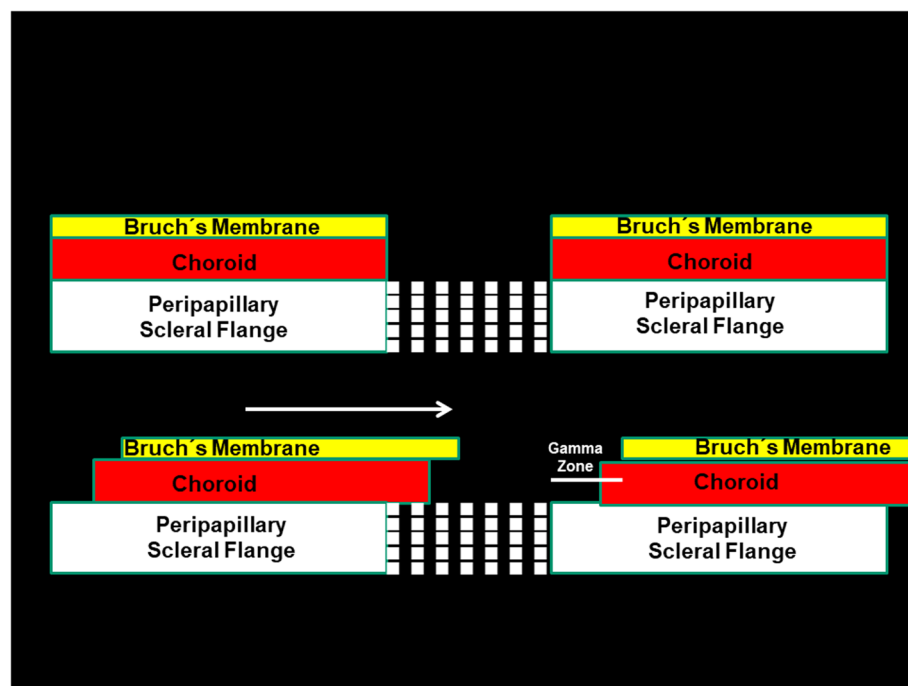 Bruch´s Membrane
Bruch´s Membrane
Choroid
Choroid
Peripapillary
Scleral Flange
Peripapillary
Scleral Flange
Bruch´s Membrane
Gamma
Zone
Bruch´s Membrane
Choroid
Choroid
Peripapillary
Scleral Flange
Peripapillary
Scleral Flange